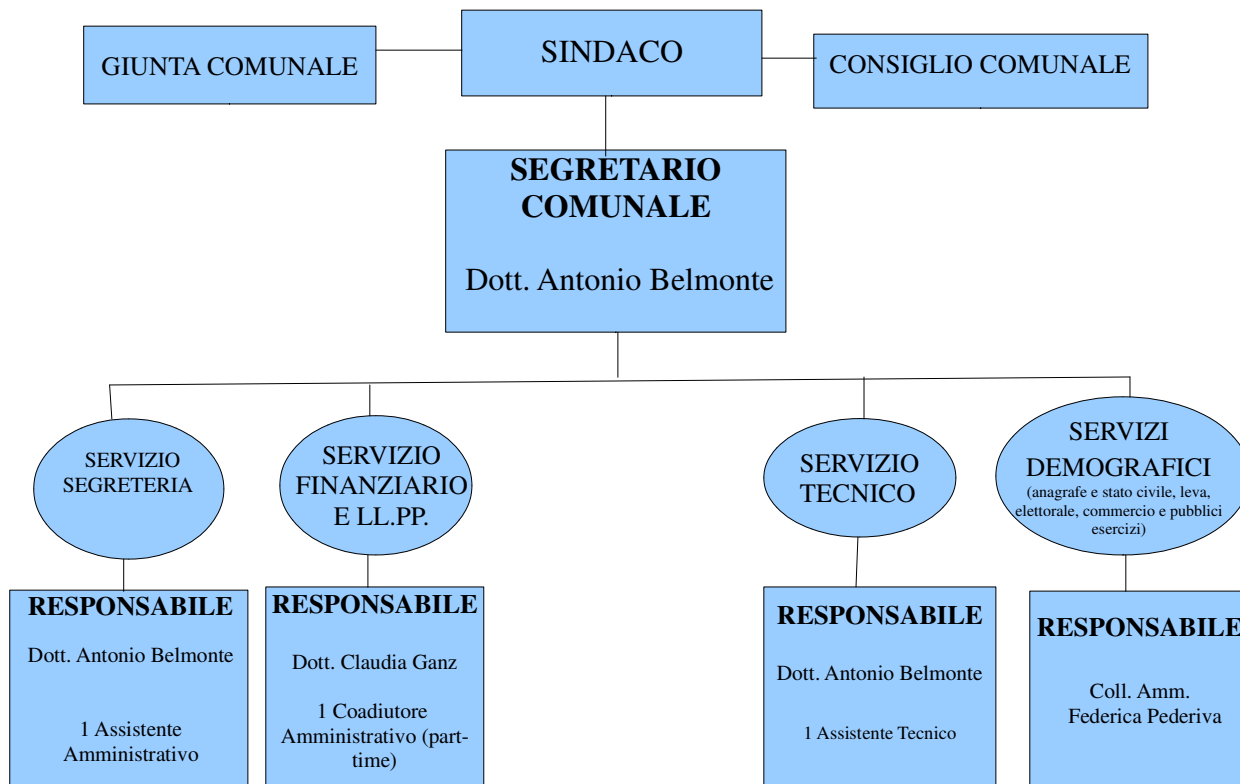 GIUNTA COMUNALE
SINDACO
CONSIGLIO COMUNALE
SEGRETARIO
COMUNALE
Dott. Antonio Belmonte
SERVIZIO
SEGRETERIA
SERVIZIO
FINANZIARIO
E LL.PP.
SERVIZIO
TECNICO
SERVIZI
DEMOGRAFICI
(anagrafe e stato civile, leva,
elettorale, commercio e pubblici
esercizi)
RESPONSABILE
Dott. Antonio Belmonte
1 Assistente
Amministrativo
RESPONSABILE
Dott. Claudia Ganz
1 Coadiutore
Amministrativo (part-
time)
RESPONSABILE
Dott. Antonio Belmonte
1 Assistente Tecnico
RESPONSABILE
Coll. Amm.
Federica Pederiva